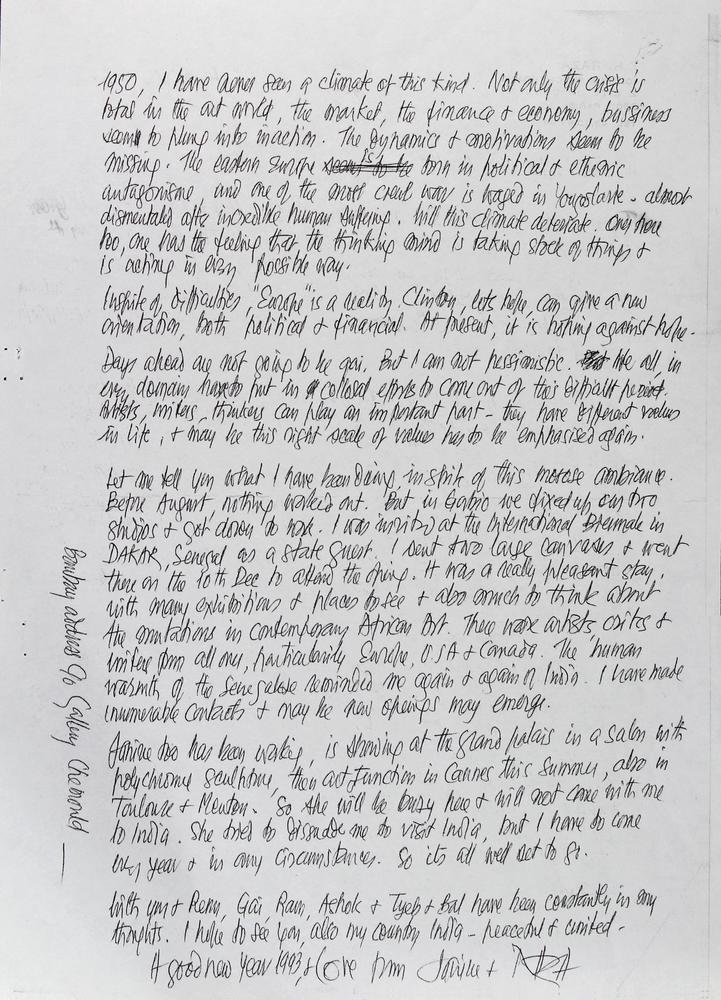 1950, I have never seen a climate of this kind. Not only the crisis is
total in the art world, the market, the finance & economy, bussiness
seems to plung into inaction. The Dynamics & motivations seem to be
missing. The eastern Europe is born in political & ethenic
antagonisme, and one of the most cruel war is waged in Yougoslavie - almost
dismentaled after incredible human suffering. Will this climate deteriate. Over here
too, one has the feeling that the thinking mind is taking stock of things &
is acting in every possible way.
Inspite of difficulties, "Europe" is a reality. Clinton, lets hope, can give a new
orientation, both political & financial. At present, it is hoping against hope.
Days ahead are not going to be gai. But I am not pessionistic. We all, in
every domain have to put in collosal efforts to come out of this difficult period.
Artists, writers, thinkers can play an important part - they have different values
in life, & may be this right scale of values has to be emphasised again.
Let me tell you what I have been doing, inspite of this morose ambiance.
Before August, nothing worked out. But in Gorbio we fixed up our two
studios & got down to work. I was invited at the International Biennale in
DAKAR, Senegal as a state guest. I sent two large canvases & went
there on the 10th Dec to attend the opening. It was a really pleasant stay,
with many exhibitions & places to see & also much to think about
the mutations in contemporary African Art. There were artists, critics &
writers from all over, particularily Europe, USA & Canada. The human
warmth of the Senegalese reminded me again & again of India. I have made
innumerable contacts & may be new openings may emerge.
Janine too has been working, is showing at the Grand Palais in a salon with
polychrome sculpture, then art function in Cannes this summer, also in
Toulouse & Menton. So she will be busy here & will not come with me
to India. She tried to dissuade me to visit India, but I have to come
every year & in any circumstances. So its all well set to go.
Both you & Renu, Gai, Ram, Ashok & Tyeb & Bal have been constantly in my
thoughts. I hope to see you, also my country India - peaceful & united -
A good new year 1993, & Love from Janine & RAZA
Bombay address c/o Gallery Chemould